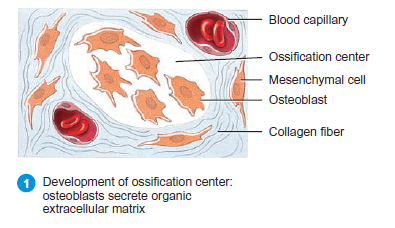 Blood capillary
Ossification center
Mesenchymal cell
Osteoblast
Collagen fiber
1 Development of ossification center:
osteoblasts secrete organic
extracellular matrix